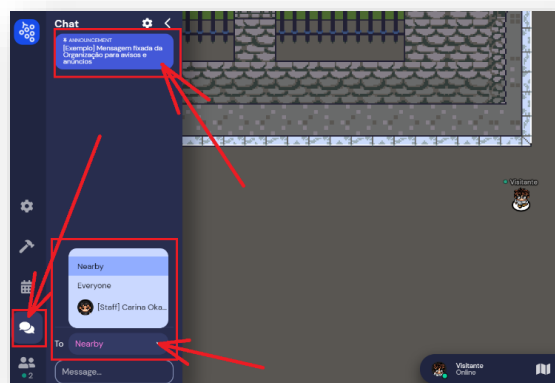 Chat
ANNOUNCEMENT
[Exemplo] Mensagem fixada da
Organização para avisos e
anúncios
Visitante
Nearby
Everyone
[Staff] Carina Oka...
To Nearby
Message...
2
Visitante
Online